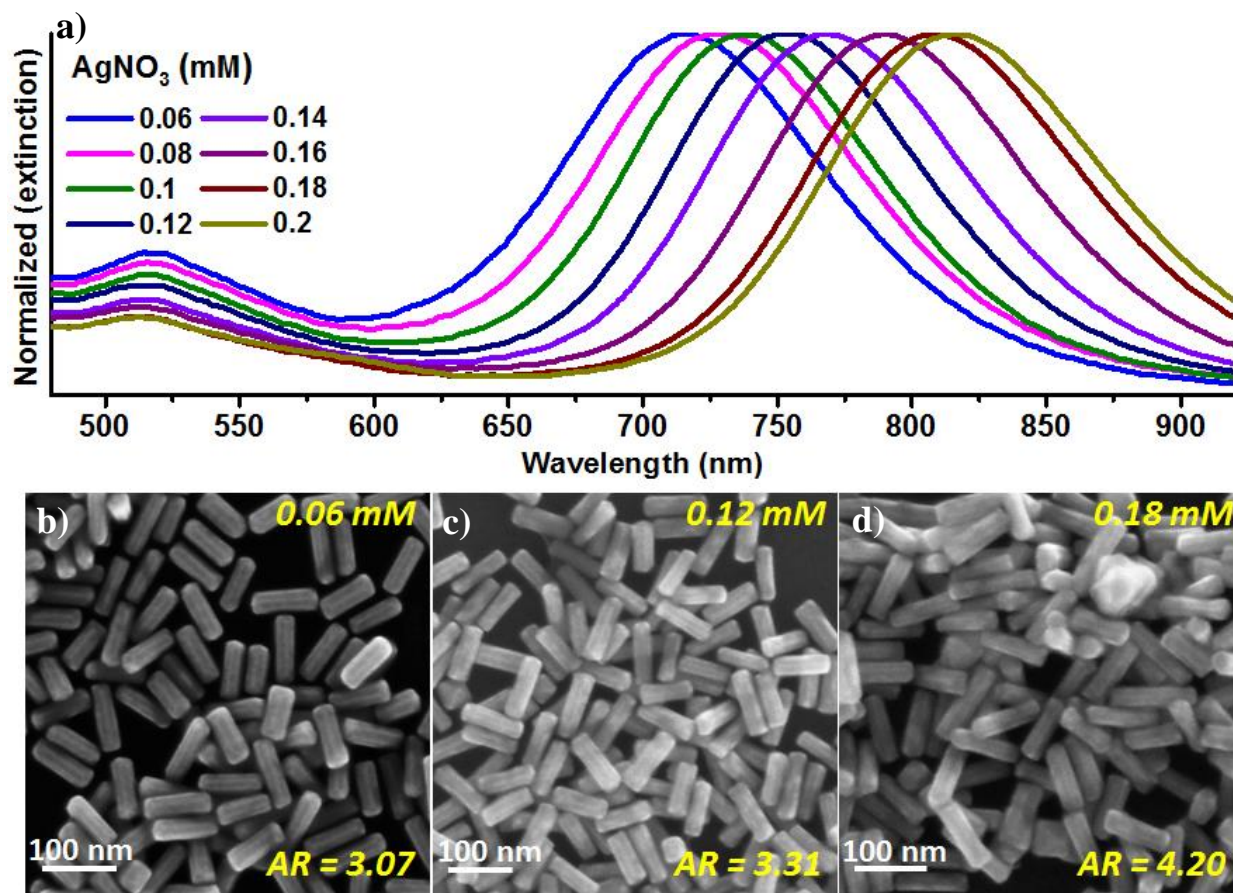 a)
AgNO₃ (mM)
0.06 0.14
0.08 0.16
0.1 0.18
0.12 0.2
Normalized (extinction)
500 550 600 650 700 750 800 850 900
Wavelength (nm)
b) 0.06 mM
100 nm AR = 3.07
c) 0.12 mM
100 nm AR = 3.31
d) 0.18 mM
100 nm AR = 4.20